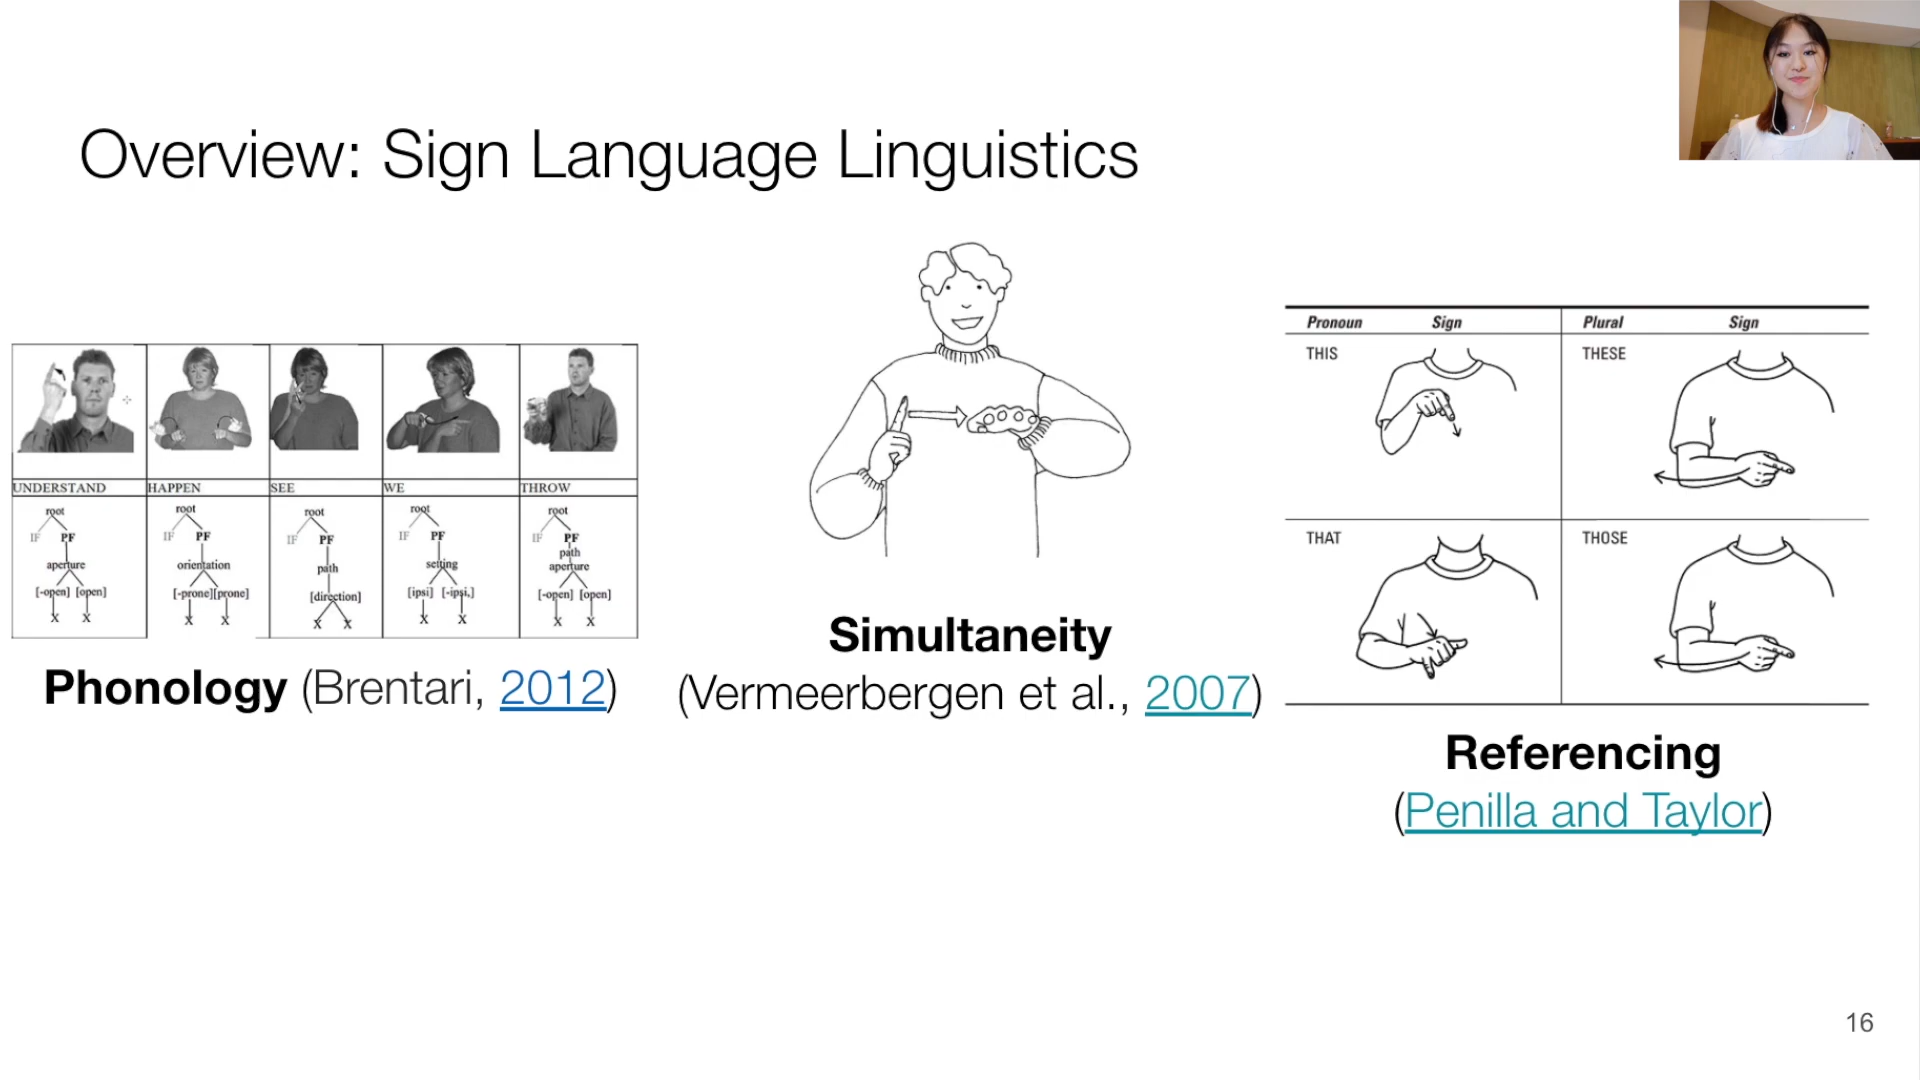 Overview: Sign Language Linguistics
UNDERSTAND HAPPEN SEE WE THROW
root root root root root
IF PF IF PF IF PF IF PF IF PF
path
aperture orientation path setting aperture
[-open] [open] [-prone][prone] [direction] [ipsi] [-ipsi,] [-open] [open]
x x x x x x x x x x
Phonology (Brentari, 2012)
Simultaneity
(Vermeerbergen et al., 2007)
Pronoun Sign Plural Sign
THIS THESE
THAT THOSE
Referencing
(Penilla and Taylor)
16